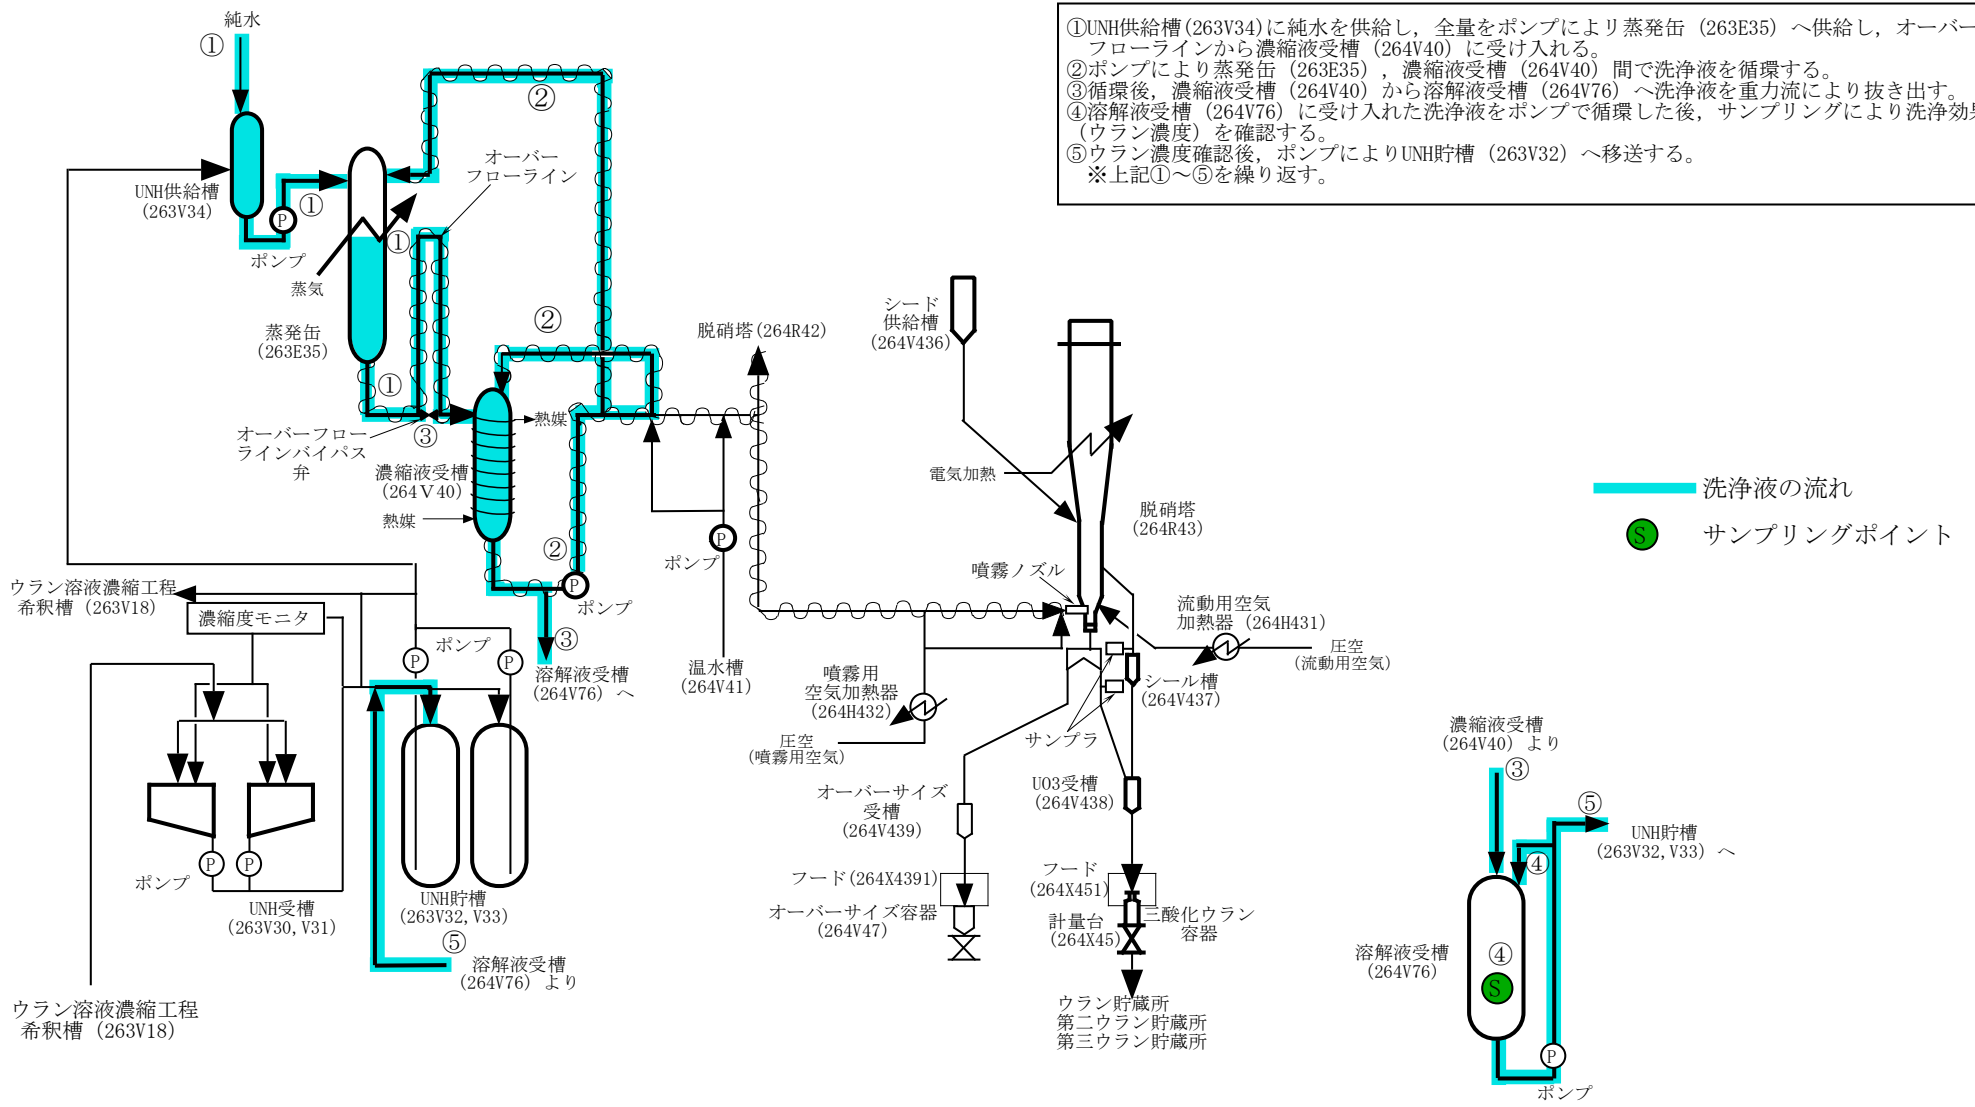 純水
①
①UNH供給槽(263V34)に純水を供給し，全量をポンプにより蒸発缶（263E35）へ供給し，オーバー
フローラインから濃縮液受槽（264V40）に受け入れる。
②ポンプにより蒸発缶（263E35），濃縮液受槽（264V40）間で洗浄液を循環する。
③循環後，濃縮液受槽（264V40）から溶解液受槽（264V76）へ洗浄液を重力流により抜き出す。
④溶解液受槽（264V76）に受け入れた洗浄液をポンプで循環した後，サンプリングにより洗浄効
（ウラン濃度）を確認する。
⑤ウラン濃度確認後，ポンプによりUNH貯槽（263V32）へ移送する。
※上記①～⑤を繰り返す。
②
オーバー
フローライン
UNH供給槽
(263V34)
P
①
ポンプ
①
蒸気
蒸発缶
(263E35)
①
②
脱硝塔(264R42)
シード
供給槽
(264V436)
オーバーフロー
ラインバイパス
弁
③
熱媒
濃縮液受槽
(264Ｖ40)
熱媒
②
P
ポンプ
P
ポンプ
電気加熱
脱硝塔
(264R43)
洗浄液の流れ
S
サンプリングポイント
ウラン溶液濃縮工程
希釈槽（263V18)
濃縮度モニタ
ポンプ
P
P
③
溶解液受槽
(264V76) へ
温水槽
(264V41)
噴霧ノズル
流動用空気
加熱器（264H431)
圧空
(流動用空気)
噴霧用
空気加熱器
(264H432)
圧空
(噴霧用空気)
シール槽
(264V437)
サンプラ
オーバーサイズ
受槽
(264V439)
UO3受槽
(264V438)
P
P
ポンプ
UNH受槽
(263V30,V31)
UNH貯槽
(263V32,V33)
⑤
溶解液受槽
(264V76) より
フード(264X4391)
オーバーサイズ容器
(264V47)
フード
(264X451)
計量台
(264X45)
三酸化ウラン
容器
ウラン貯蔵所
第二ウラン貯蔵所
第三ウラン貯蔵所
ウラン溶液濃縮工程
希釈槽（263V18)
濃縮液受槽
(264V40) より
③
⑤
UNH貯槽
(263V32,V33) へ
④
溶解液受槽
(264V76)
④
S
P
ポンプ